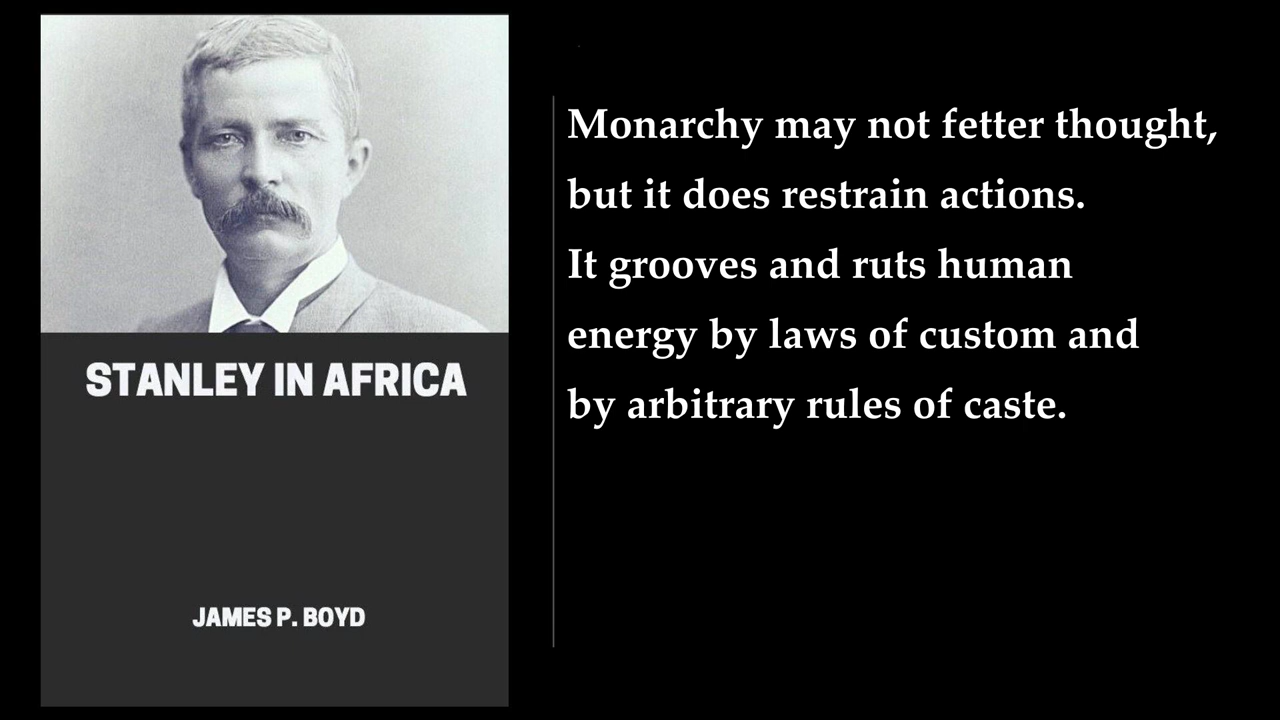 STANLEY IN AFRICA
JAMES P. BOYD
Monarchy may not fetter thought,
but it does restrain actions.
It grooves and ruts human
energy by laws of custom and
by arbitrary rules of caste.